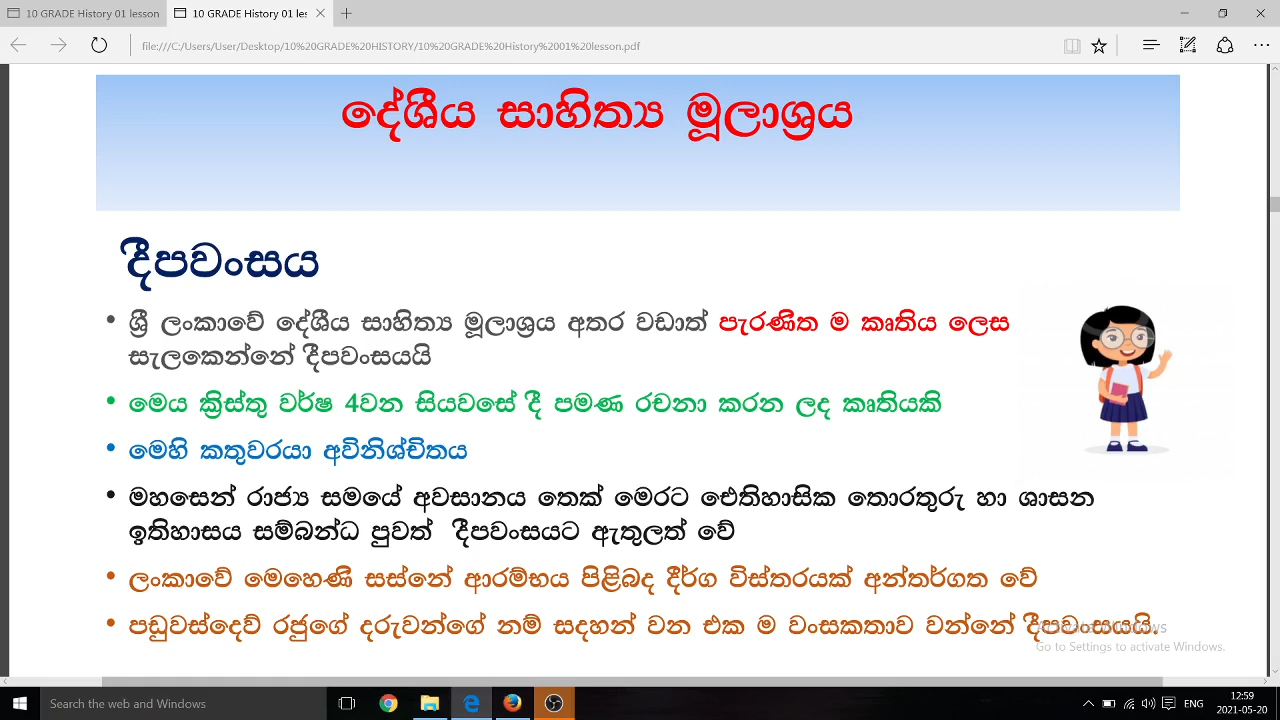 10 GRADE History 01 lesson
10 GRADE History 01 les
file:///C:/Users/User/Desktop/10%20GRADE%20HISTORY/10%20GRADE%20History%2001%20lesson.pdf
දේශීය සාහිත්‍ය මූලාශ්‍රය
දීපවංසය
• ශ්‍රී ලංකාවේ දේශීය සාහිත්‍ය මූලාශ්‍රය අතර වඩාත් පැරණිත ම කෘතිය ලෙස
සැලකෙන්නේ දීපවංසයයි
• මෙය ක්‍රිස්තු වර්ෂ 4වන සියවසේ දී පමණ රචනා කරන ලද කෘතියකි
• මෙහි කතුවරයා අවිනිශ්චිතය
• මහසෙන් රාජ්‍ය සමයේ අවසානය තෙක් මෙරට ඓතිහාසික තොරතුරු හා ශාසන
ඉතිහාසය සම්බන්ධ පුවත් දීපවංසයට ඇතුලත් වේ
• ලංකාවේ මෙහෙණි සස්නේ ආරම්භය පිළිබද දීර්ග විස්තරයක් අන්තර්ගත වේ
• පඩුවස්දෙව් රජුගේ දරුවන්ගේ නම් සදහන් වන එක ම වංසකතාව වන්නේ දීපවංසයයි.
Activate Windows
Go to Settings to activate Windows.
Search the web and Windows
ENG
12:59
2021-05-20